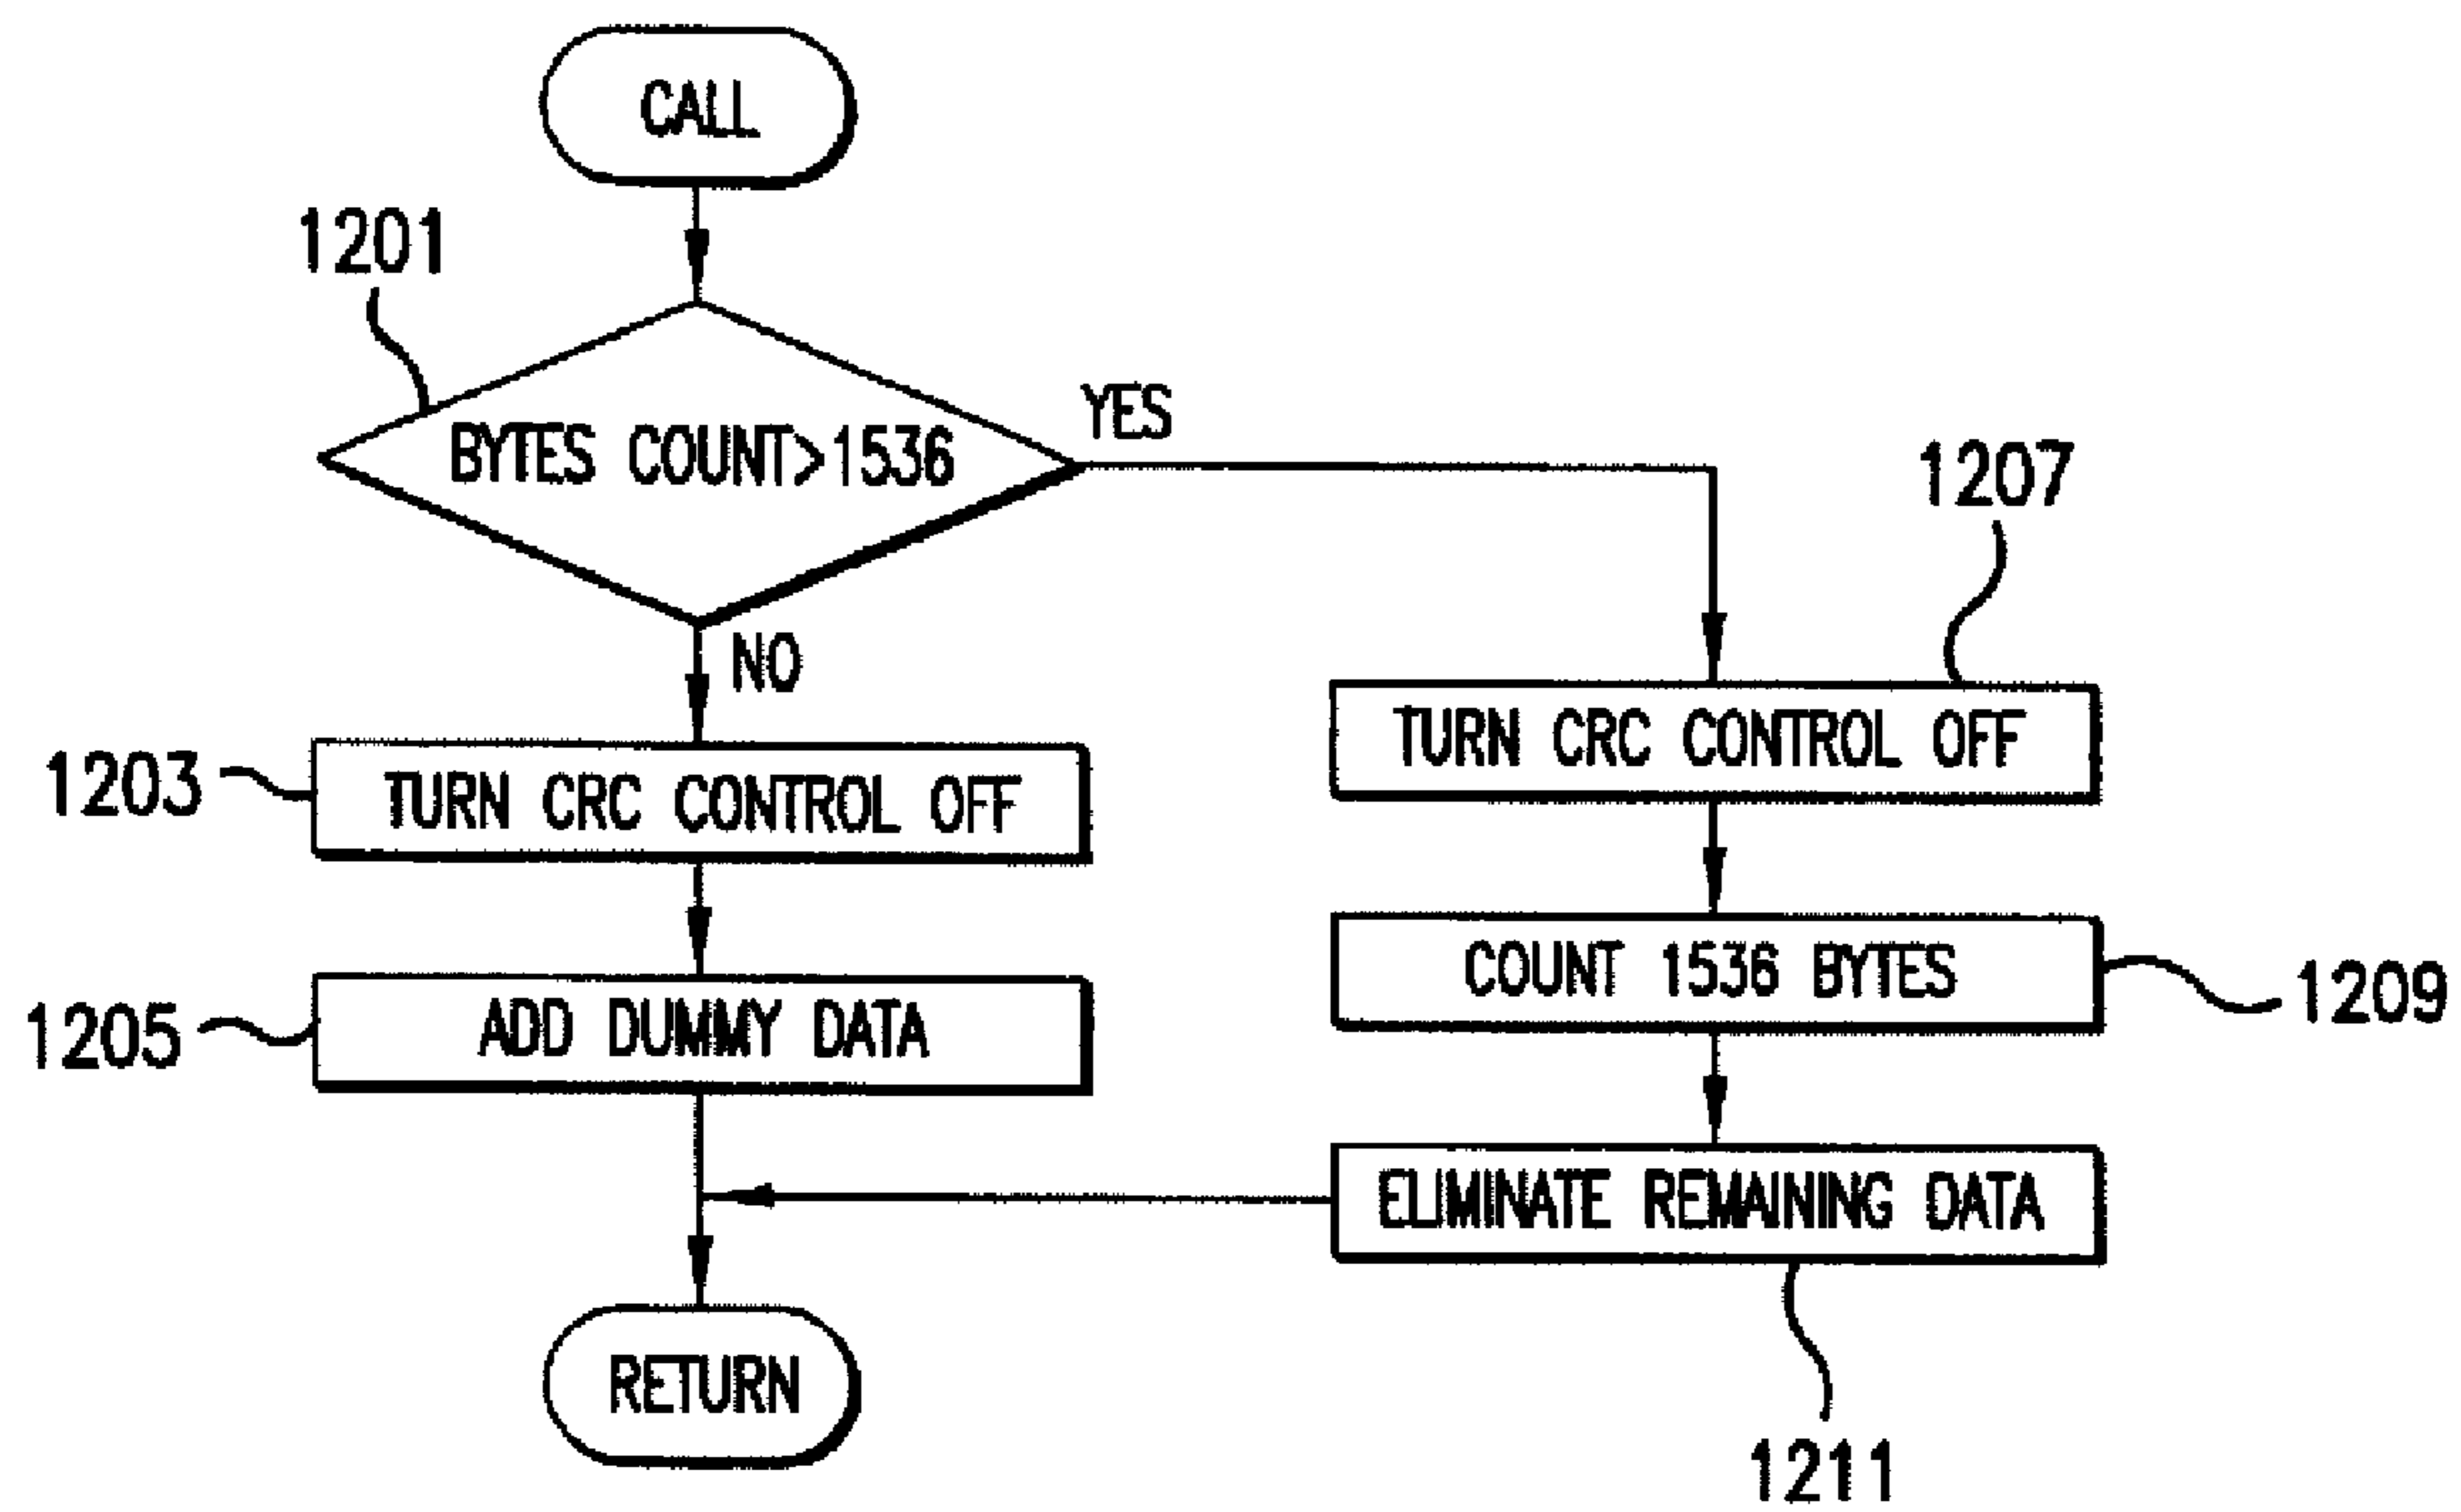 CALL
1201
BYTES COUNT>1536
YES
NO
1207
TURN CRC CONTROL OFF
1203
TURN CRC CONTROL OFF
COUNT 1536 BYTES
1209
1205
ADD DUMMY DATA
ELIMINATE REMAINING DATA
RETURN
1211